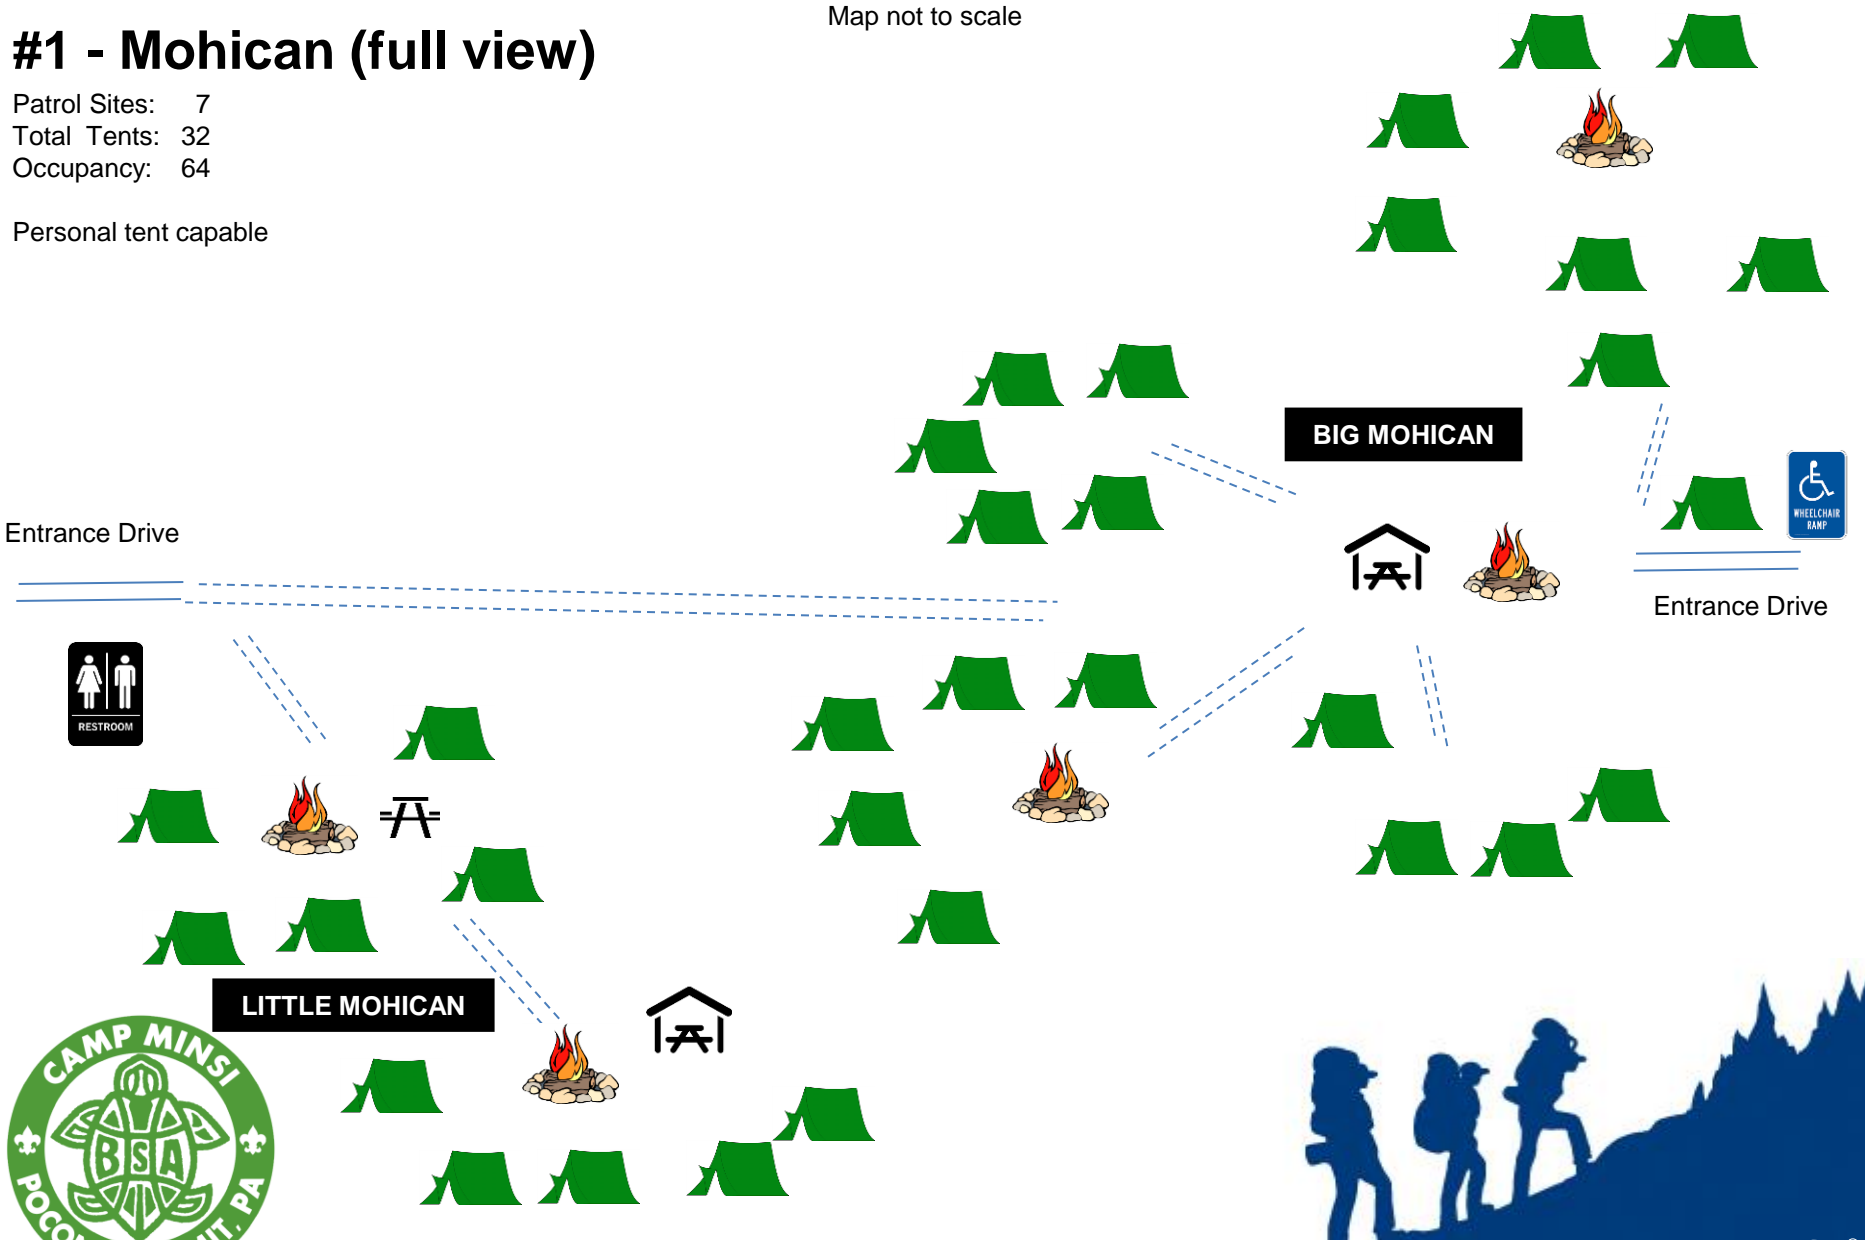 Map not to scale
#1 - Mohican (full view)
Patrol Sites: 7
Total Tents: 32
Occupancy: 64
Personal tent capable
BIG MOHICAN
WHEELCHAIR
RAMP
Entrance Drive
Entrance Drive
RESTROOM
LITTLE MOHICAN
CAMP MINSI
BSA
PA